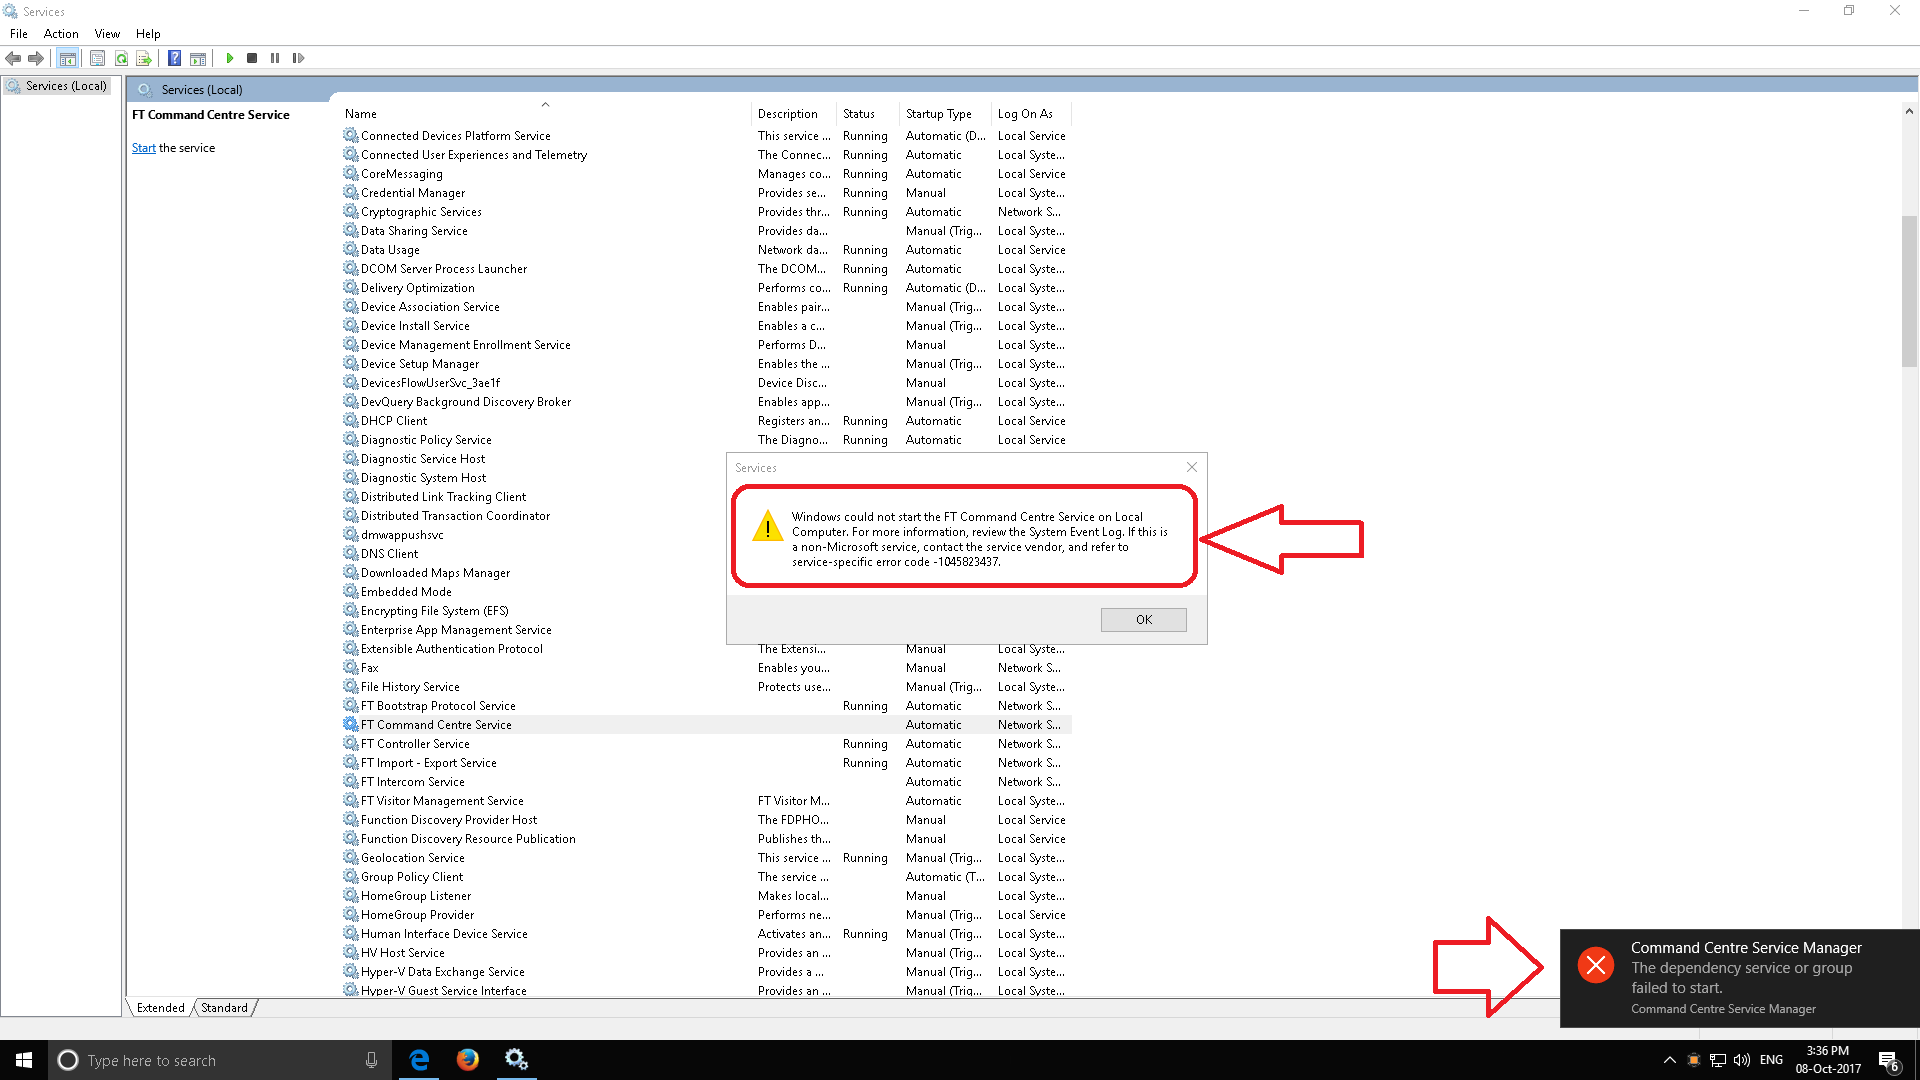 Services
File Action View Help
Services (Local)
Services (Local)
FT Command Centre Service
Start the service
Name Description Status Startup Type Log On As
Connected Devices Platform Service This service ... Running Automatic (D... Local Service
Connected User Experiences and Telemetry The Connec... Running Automatic Local Syste...
CoreMessaging Manages co... Running Automatic Local Service
Credential Manager Provides se... Running Manual Local Syste...
Cryptographic Services Provides thr... Running Automatic Network S...
Data Sharing Service Provides da... Manual (Trig... Local Syste...
Data Usage Network da... Running Automatic Local Service
DCOM Server Process Launcher The DCOM... Running Automatic Local Syste...
Delivery Optimization Performs co... Running Automatic (D... Local Syste...
Device Association Service Enables pair... Manual (Trig... Local Syste...
Device Install Service Enables a c... Manual (Trig... Local Syste...
Device Management Enrollment Service Performs D... Manual Local Syste...
Device Setup Manager Enables the ... Manual (Trig... Local Syste...
DevicesFlowUserSvc_3ae1f Device Disc... Manual Local Syste...
DevQuery Background Discovery Broker Enables app... Manual (Trig... Local Syste...
DHCP Client Registers an... Running Automatic Local Service
Diagnostic Policy Service The Diagno... Running Automatic Local Service
Diagnostic Service Host
Diagnostic System Host
Distributed Link Tracking Client
Distributed Transaction Coordinator
dmwappushsvc
DNS Client
Downloaded Maps Manager
Embedded Mode
Encrypting File System (EFS)
Enterprise App Management Service
Services
Windows could not start the FT Command Centre Service on Local
Computer. For more information, review the System Event Log. If this is
a non-Microsoft service, contact the service vendor, and refer to
service-specific error code -1045823437.
OK
Extensible Authentication Protocol The Extensi... Manual Local Syste...
Fax Enables you... Manual Network S...
File History Service Protects use... Manual (Trig... Local Syste...
FT Bootstrap Protocol Service Running Automatic Network S...
FT Command Centre Service Automatic Network S...
FT Controller Service Running Automatic Network S...
FT Import - Export Service Running Automatic Network S...
FT Intercom Service Automatic Network S...
FT Visitor Management Service FT Visitor M... Automatic Local Syste...
Function Discovery Provider Host The FDPHO... Manual Local Service
Function Discovery Resource Publication Publishes th... Manual Local Service
Geolocation Service This service ... Running Manual (Trig... Local Syste...
Group Policy Client The service ... Automatic (T... Local Syste...
HomeGroup Listener Makes local... Manual Local Syste...
HomeGroup Provider Performs ne... Manual (Trig... Local Service
Human Interface Device Service Activates an... Running Manual (Trig... Local Syste...
HV Host Service Provides an ... Manual (Trig... Local Syste...
Hyper-V Data Exchange Service Provides a ... Manual (Trig... Local Syste...
Hyper-V Guest Service Interface Provides an ... Manual (Trig... Local Syste...
Extended Standard
Command Centre Service Manager
The dependency service or group
failed to start.
Command Centre Service Manager
Type here to search
ENG
3:36 PM
08-Oct-2017
6